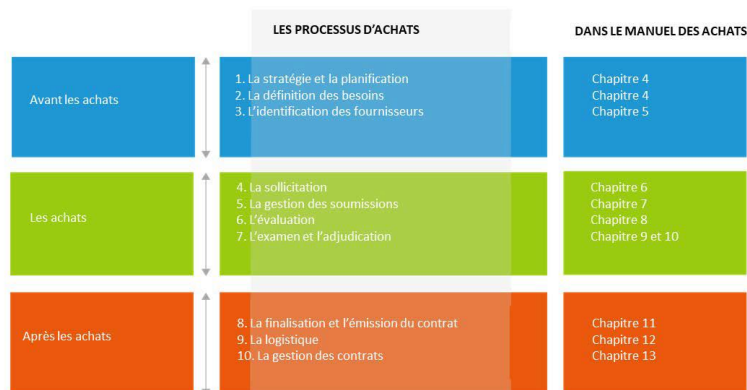 LES PROCESSUS D'ACHATS
DANS LE MANUEL DES ACHATS
Avant les achats
1. La stratégie et la planification
2. La définition des besoins
3. L'identification des fournisseurs
Chapitre 4
Chapitre 4
Chapitre 5
Les achats
4. La sollicitation
5. La gestion des soumissions
6. L'évaluation
7. L'examen et l'adjudication
Chapitre 6
Chapitre 7
Chapitre 8
Chapitre 9 et 10
Après les achats
8. La finalisation et l'émission du contrat
9. La logistique
10. La gestion des contrats
Chapitre 11
Chapitre 12
Chapitre 13